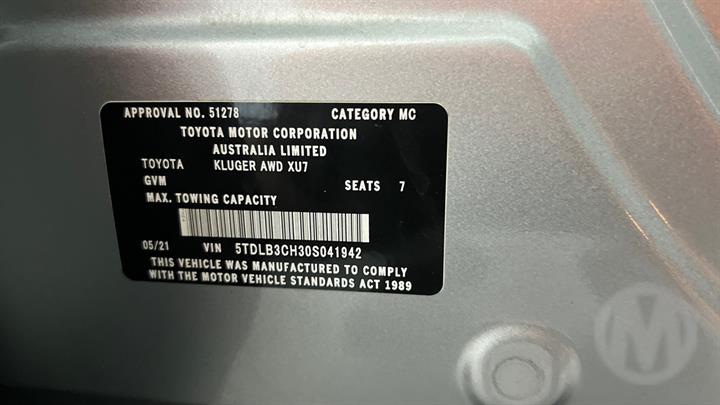 APPROVAL NO. 51278 CATEGORY MC
TOYOTA MOTOR CORPORATION
AUSTRALIA LIMITED
TOYOTA KLUGER AWD XU7
GVM SEATS 7
MAX. TOWING CAPACITY
05/21 VIN 5TDLB3CH30S041942
THIS VEHICLE WAS MANUFACTURED TO COMPLY
WITH THE MOTOR VEHICLE STANDARDS ACT 1989
M